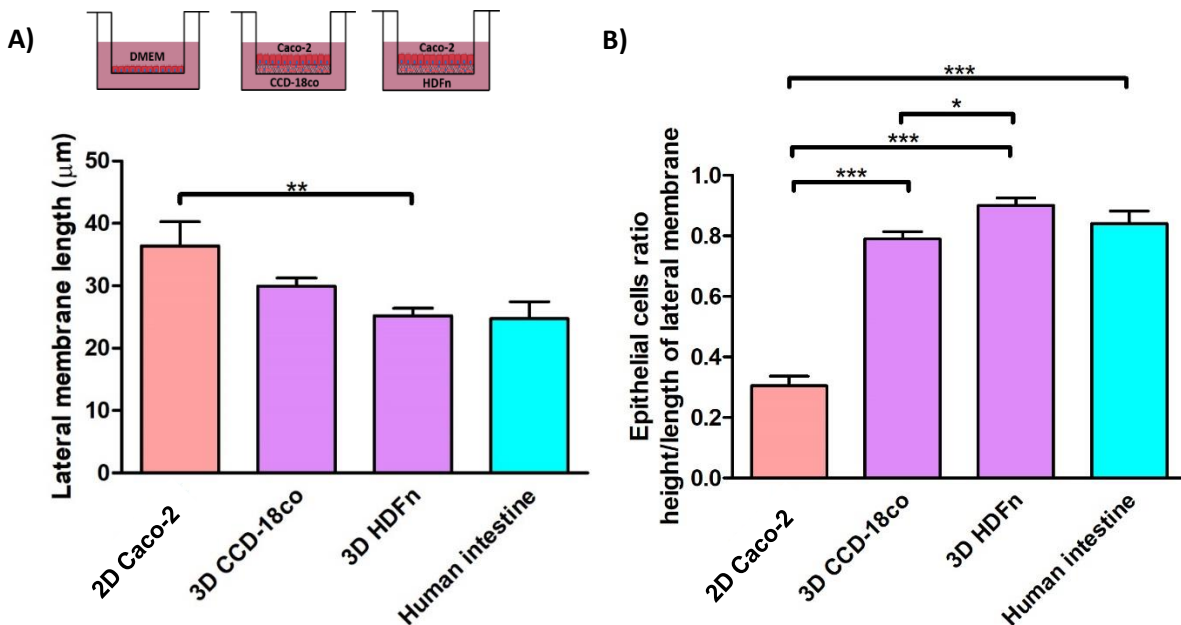 A)
DMEM
Caco-2
CCD-18co
Caco-2
HDFn
Lateral membrane length (μm)
50
40
30
20
10
0
**
2D Caco-2
3D CCD-18co
3D HDFn
Human intestine
B)
Epithelial cells ratio
height/length of lateral membrane
1.0
0.8
0.6
0.4
0.2
0.0
***
*
***
***
2D Caco-2
3D CCD-18co
3D HDFn
Human intestine